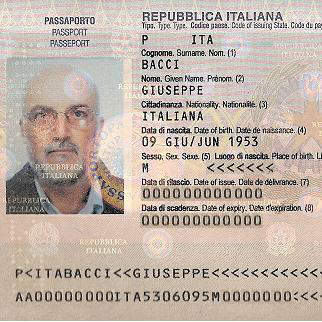 PASSAPORTO
PASSPORT
PASSEPORT
REPUBBLICA ITALIANA
Tipo. Type. Type. Codice paese. Code of issuing State. Code du pay
P ITA
Cognome. Surname. Nom. (1)
BACCI
Nome. Given Name. Prénom. (2)
GIUSEPPE
Cittadinanza. Nationality. Nationalité. (3)
ITALIANA
Data di nascita. Date of birth. Date de naissance. (4)
09 GIU/JUN 1953
Sesso. Sex. Sexe. (5) Luogo di nascita. Place of birth. Li
M <<<<<<<
Data di rilascio. Date of issue. Date de délivrance. (7)
0000000000000
Data di scadenza. Date of expiry. Date d'expiration. (8)
0000000000000
REPUBBLICA
ITALIANA
REPUBBLICA
ITALIANA
REPUBBLICA
ITALIANA
P<ITABACCI<<GIUSEPPE<<<<<<<<<<<<
AA00000000ITA5306095M0000000<<<<